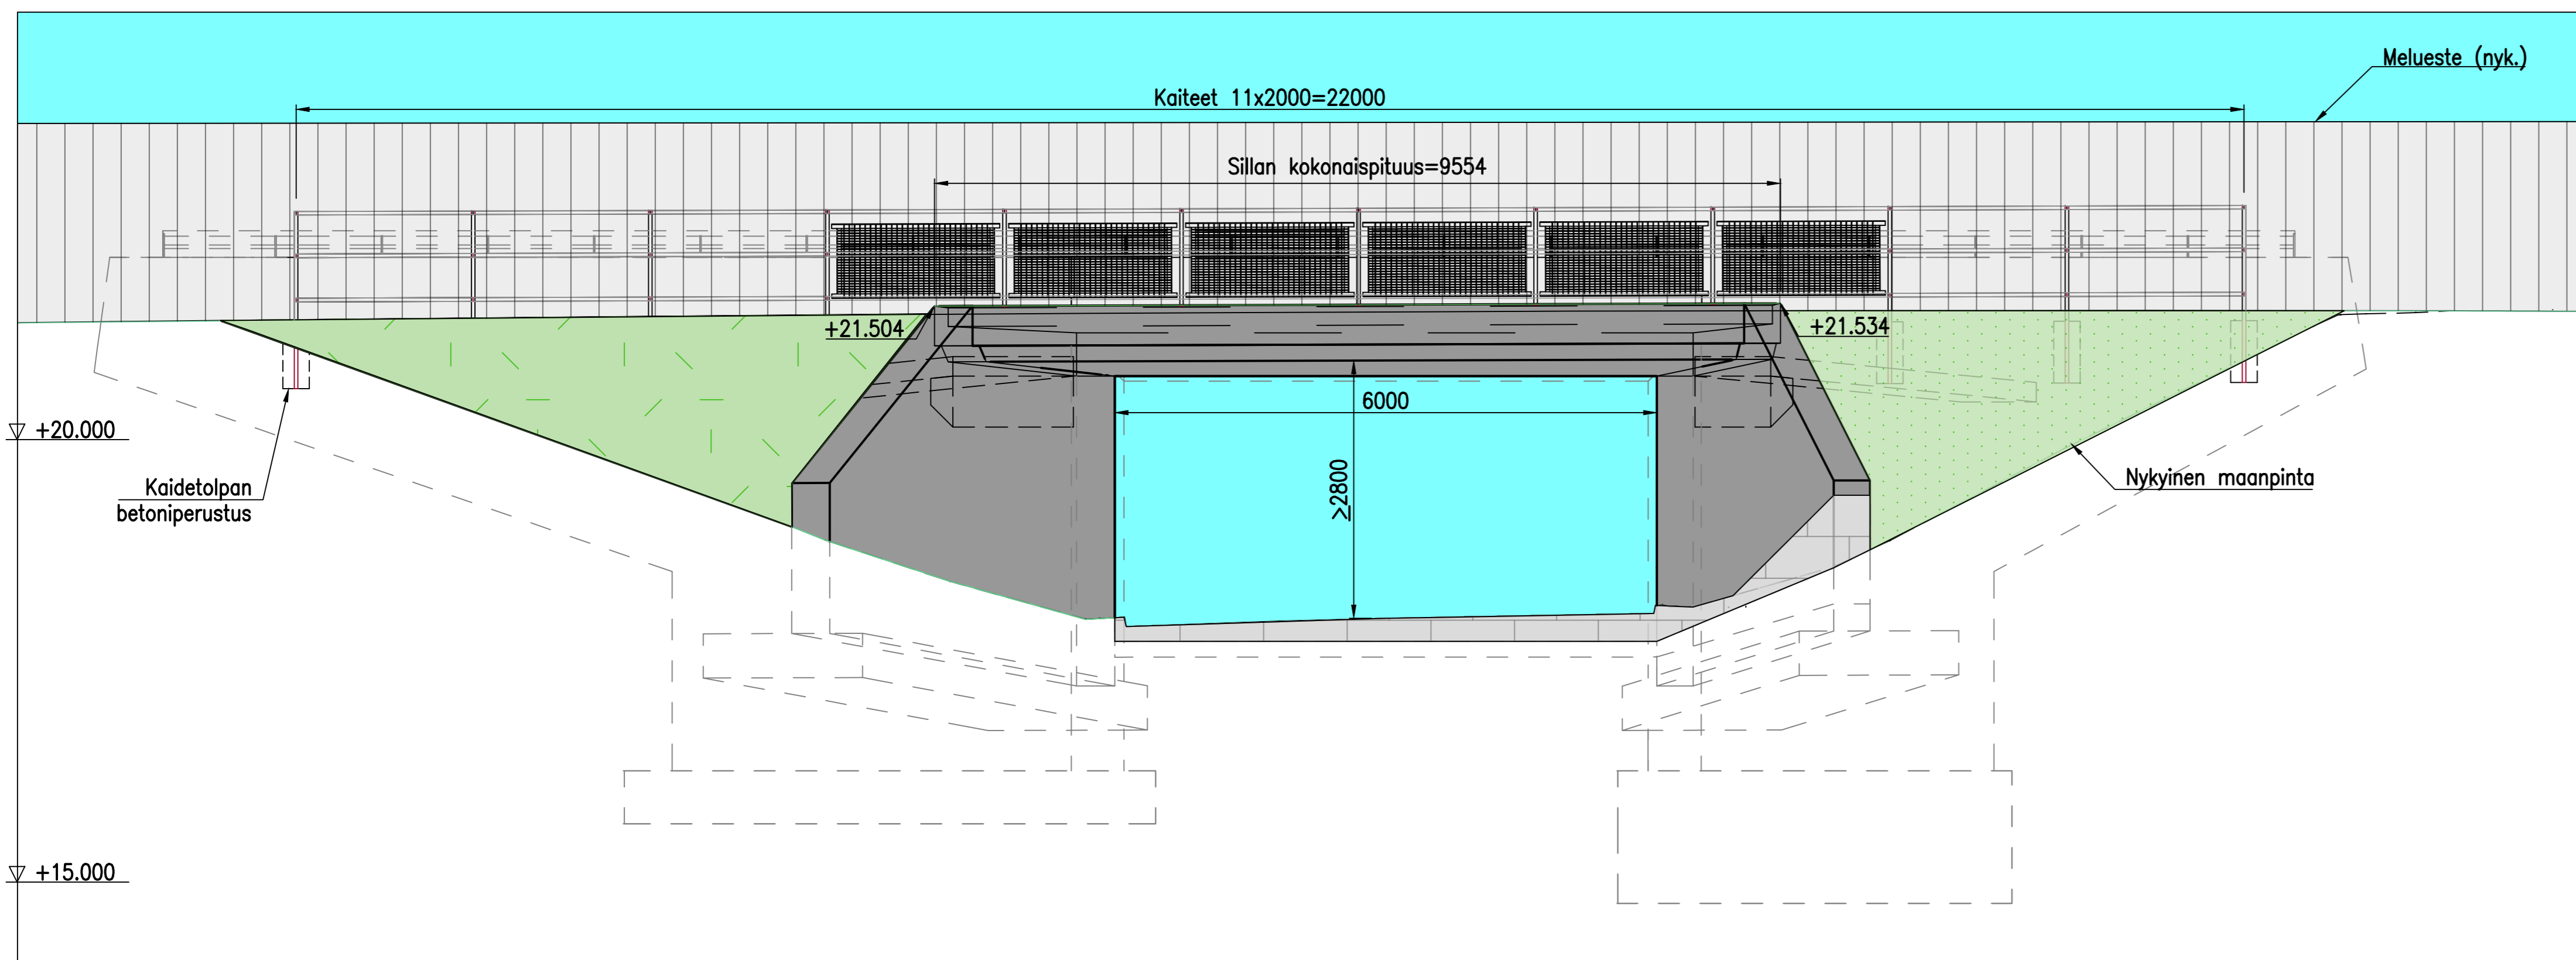 Melueste (nyk.)
Kaiteet 11x2000=22000
Sillan kokonaispituus=9554
+21.504
+21.534
6000
+20.000
≥2800
Kaidetolpan
betoniperustus
Nykyinen maanpinta
+15.000